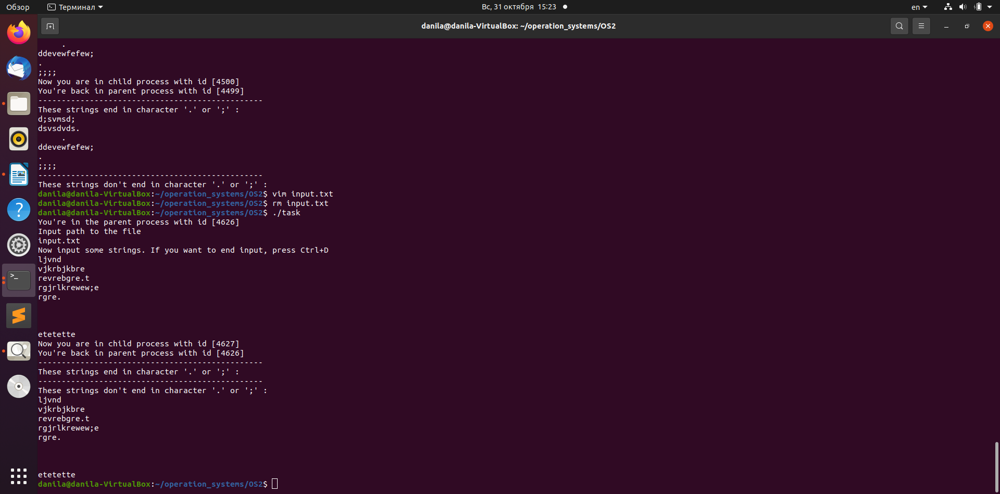 Обзор
Терминал
Вс, 31 октября 15:23
en
danila@danila-VirtualBox: ~/operation_systems/OS2
.
ddevewfefew;
.
;;;;
Now you are in child process with id [4500]
You're back in parent process with id [4499]
------------------------------------------------
These strings end in character '.' or ';' :
d;svmsd;
dsvsdvds.
.
ddevewfefew;
.
;;;;
------------------------------------------------
These strings don't end in character '.' or ';' :
danila@danila-VirtualBox:~/operation_systems/OS2$ vim input.txt
danila@danila-VirtualBox:~/operation_systems/OS2$ rm input.txt
danila@danila-VirtualBox:~/operation_systems/OS2$ ./task
You're in the parent process with id [4626]
Input path to the file
input.txt
Now input some strings. If you want to end input, press Ctrl+D
ljvnd
vjkrbjkbre
revrebgre.t
rgjrlkrewew;e
rgre.
etetette
Now you are in child process with id [4627]
You're back in parent process with id [4626]
------------------------------------------------
These strings end in character '.' or ';' :
------------------------------------------------
These strings don't end in character '.' or ';' :
ljvnd
vjkrbjkbre
revrebgre.t
rgjrlkrewew;e
rgre.
etetette
danila@danila-VirtualBox:~/operation_systems/OS2$